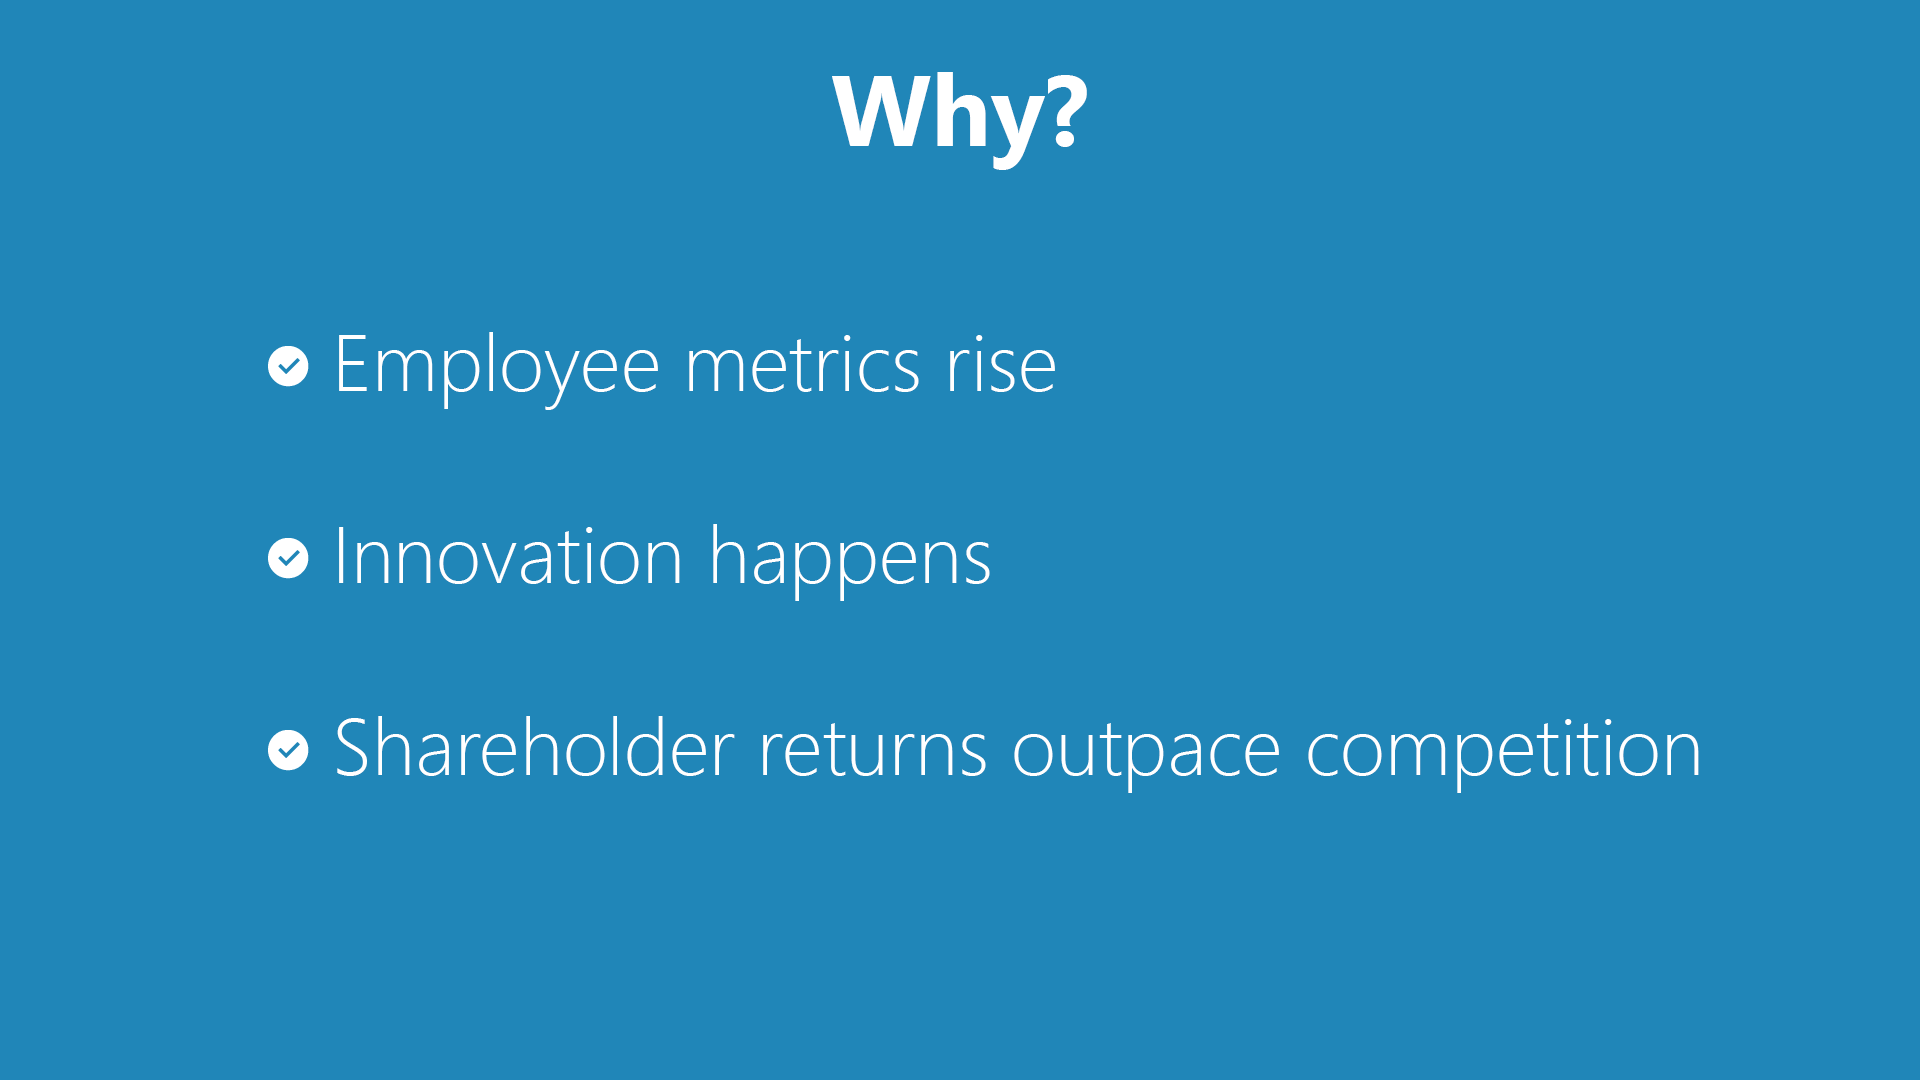 Why?
Employee metrics rise
Innovation happens
Shareholder returns outpace competition